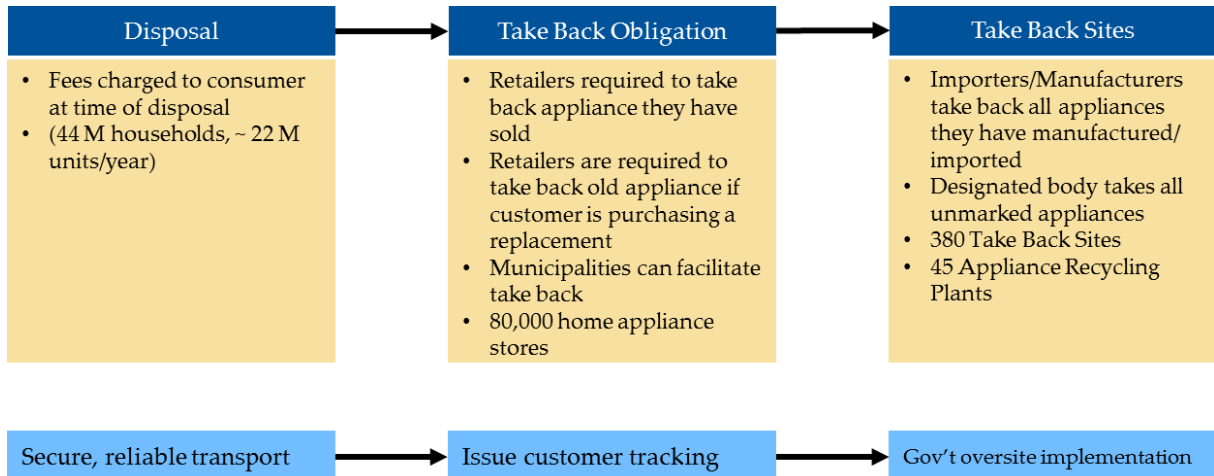 Disposal
• Fees charged to consumer
at time of disposal
• (44 M households, ~ 22 M
units/year)
Take Back Obligation
• Retailers required to take
back appliance they have
sold
• Retailers are required to
take back old appliance if
customer is purchasing a
replacement
• Municipalities can facilitate
take back
• 80,000 home appliance
stores
Take Back Sites
• Importers/Manufacturers
take back all appliances
they have manufactured/
imported
• Designated body takes all
unmarked appliances
• 380 Take Back Sites
• 45 Appliance Recycling
Plants
Secure, reliable transport
Issue customer tracking
Gov't oversite implementation